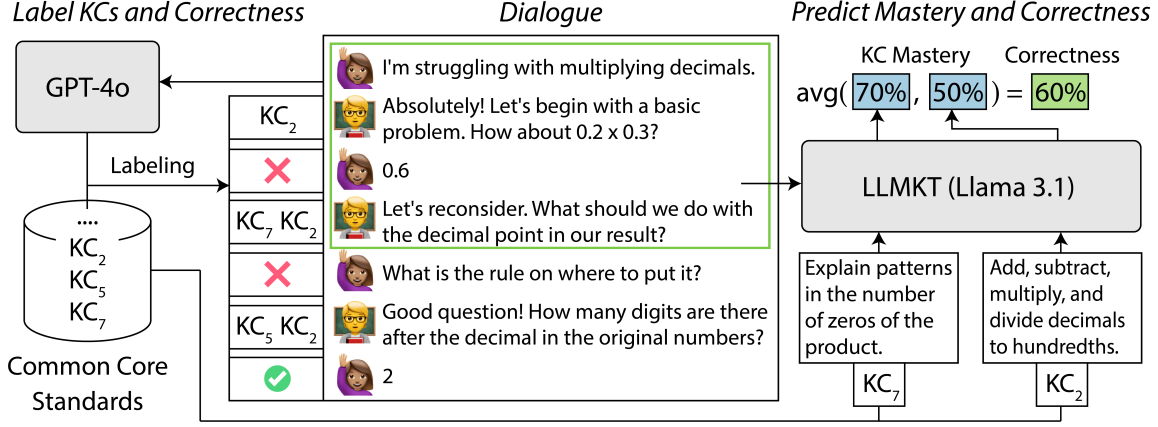 Label KCs and Correctness
GPT-4o
Labeling
....
KC2
KC5
KC7
Common Core
Standards
Dialogue
I'm struggling with multiplying decimals.
KC2
Absolutely! Let's begin with a basic
problem. How about 0.2 x 0.3?
0.6
KC7 KC2
Let's reconsider. What should we do with
the decimal point in our result?
What is the rule on where to put it?
KC5 KC2
Good question! How many digits are there
after the decimal in the original numbers?
2
Predict Mastery and Correctness
KC Mastery
Correctness
avg( 70% , 50% ) = 60%
LLMKT (Llama 3.1)
Explain patterns
in the number
of zeros of the
product.
KC7
Add, subtract,
multiply, and
divide decimals
to hundredths.
KC2